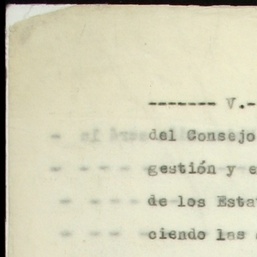 ------- V.-
del Consejo
gestión y e
de los Esta
ciendo las